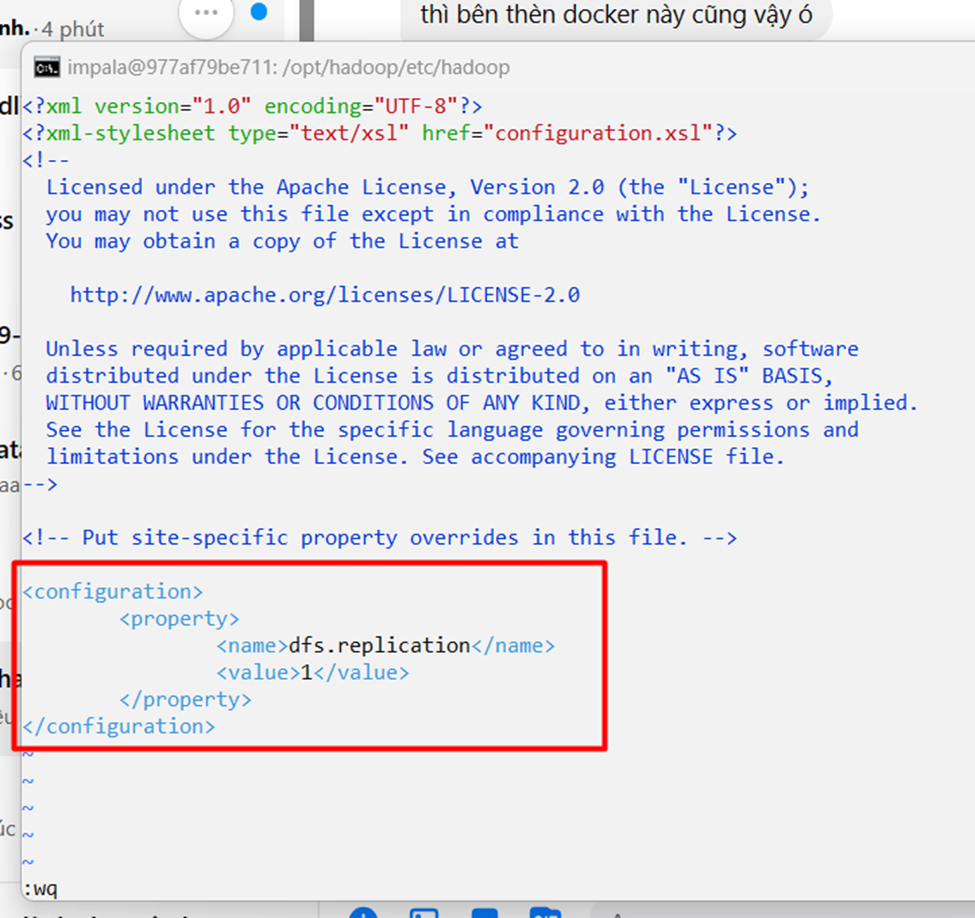 nh. · 4 phút
thì bên thèn docker này cũng vậy ó
impala@977af79be711: /opt/hadoop/etc/hadoop
<?xml version="1.0" encoding="UTF-8"?>
<?xml-stylesheet type="text/xsl" href="configuration.xsl"?>
<!--
Licensed under the Apache License, Version 2.0 (the "License");
you may not use this file except in compliance with the License.
You may obtain a copy of the License at
http://www.apache.org/licenses/LICENSE-2.0
Unless required by applicable law or agreed to in writing, software
distributed under the License is distributed on an "AS IS" BASIS,
WITHOUT WARRANTIES OR CONDITIONS OF ANY KIND, either express or implied.
See the License for the specific language governing permissions and
limitations under the License. See accompanying LICENSE file.
-->
<!-- Put site-specific property overrides in this file. -->
<configuration>
<property>
<name>dfs.replication</name>
<value>1</value>
</property>
</configuration>
~
~
~
~
~
:wq